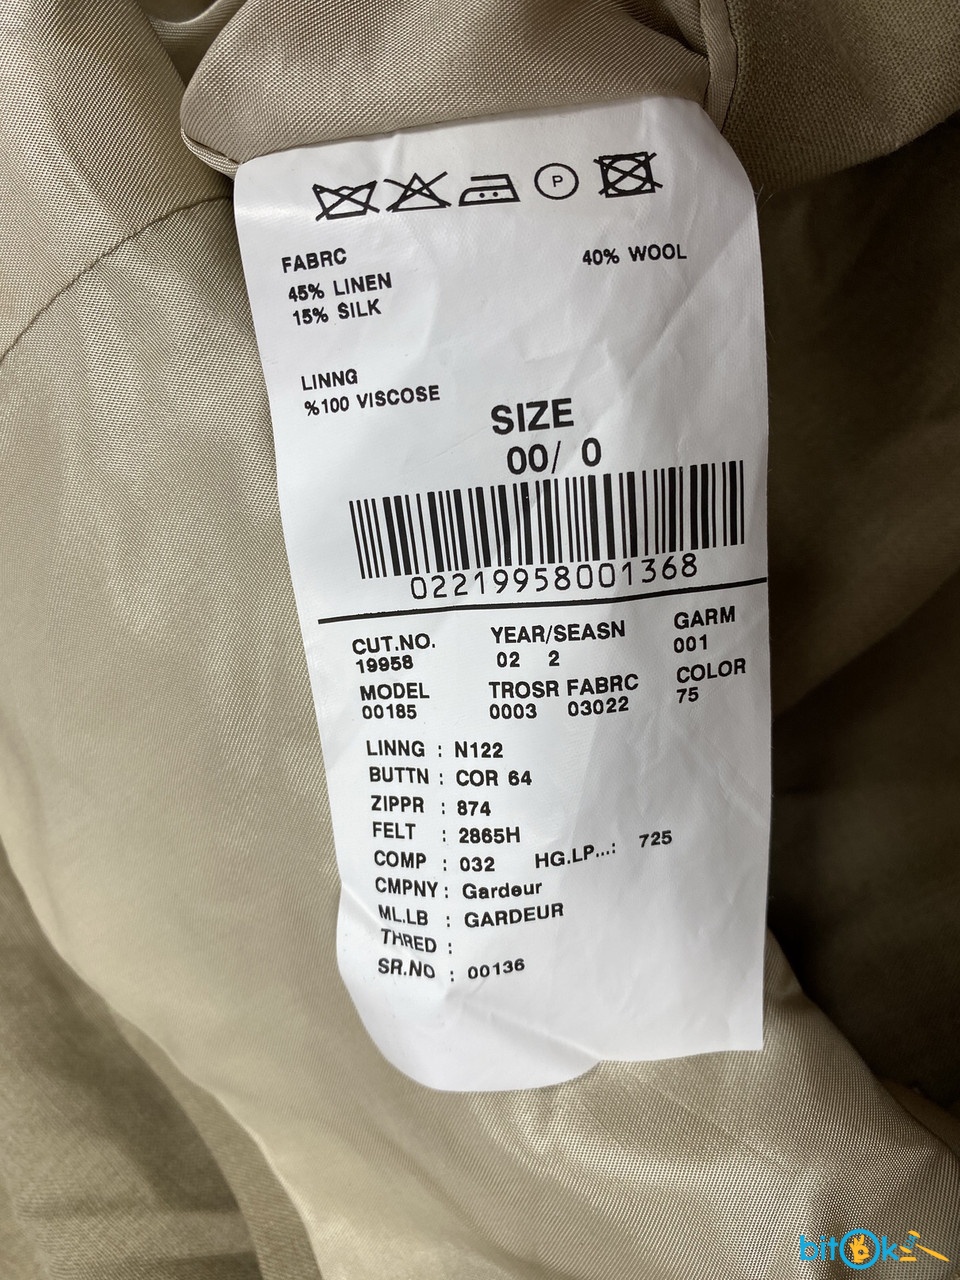 P
FABRC 40% WOOL
45% LINEN
15% SILK
LINNG
%100 VISCOSE
SIZE
00/ 0
02219958001368
CUT.NO. YEAR/SEASN GARM
19958 02 2 001
MODEL TROSR FABRC COLOR
00185 0003 03022 75
LINNG : N122
BUTTN : COR 64
ZIPPR : 874
FELT : 2865H
COMP : 032 HG.LP...: 725
CMPNY : Gardeur
ML.LB : GARDEUR
THRED :
SR.NO : 00136
bitOk